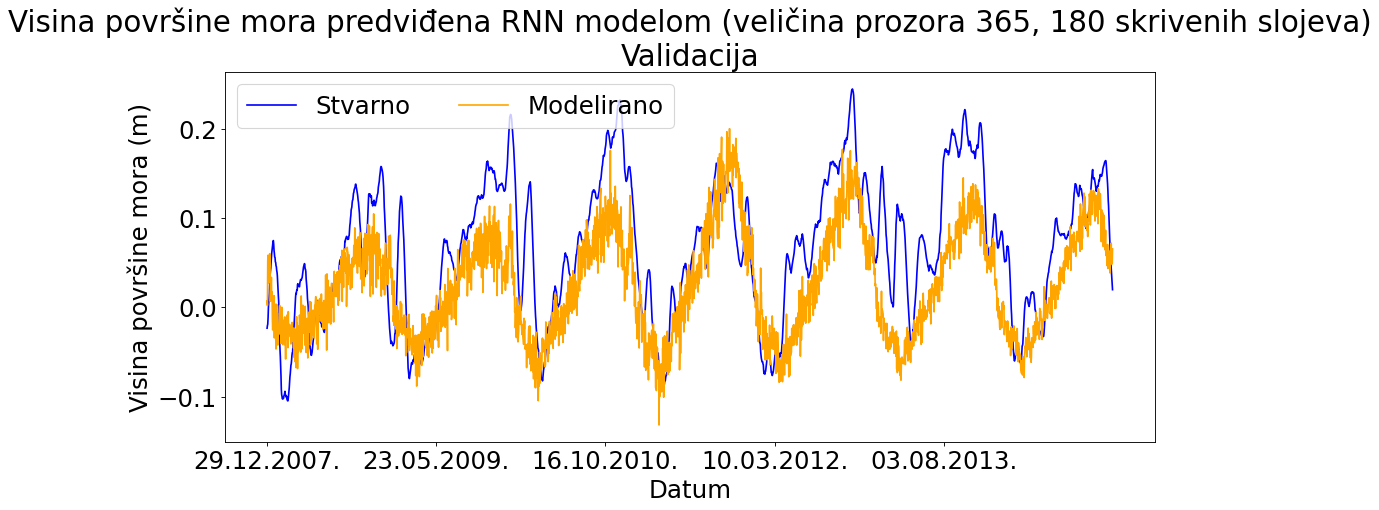 Visina površine mora predviđena RNN modelom (veličina prozora 365, 180 skrivenih slojeva)
Validacija
Stvarno
Modelirano
Visina površine mora (m)
0.2
0.1
0.0
−0.1
29.12.2007.
23.05.2009.
16.10.2010.
10.03.2012.
03.08.2013.
Datum